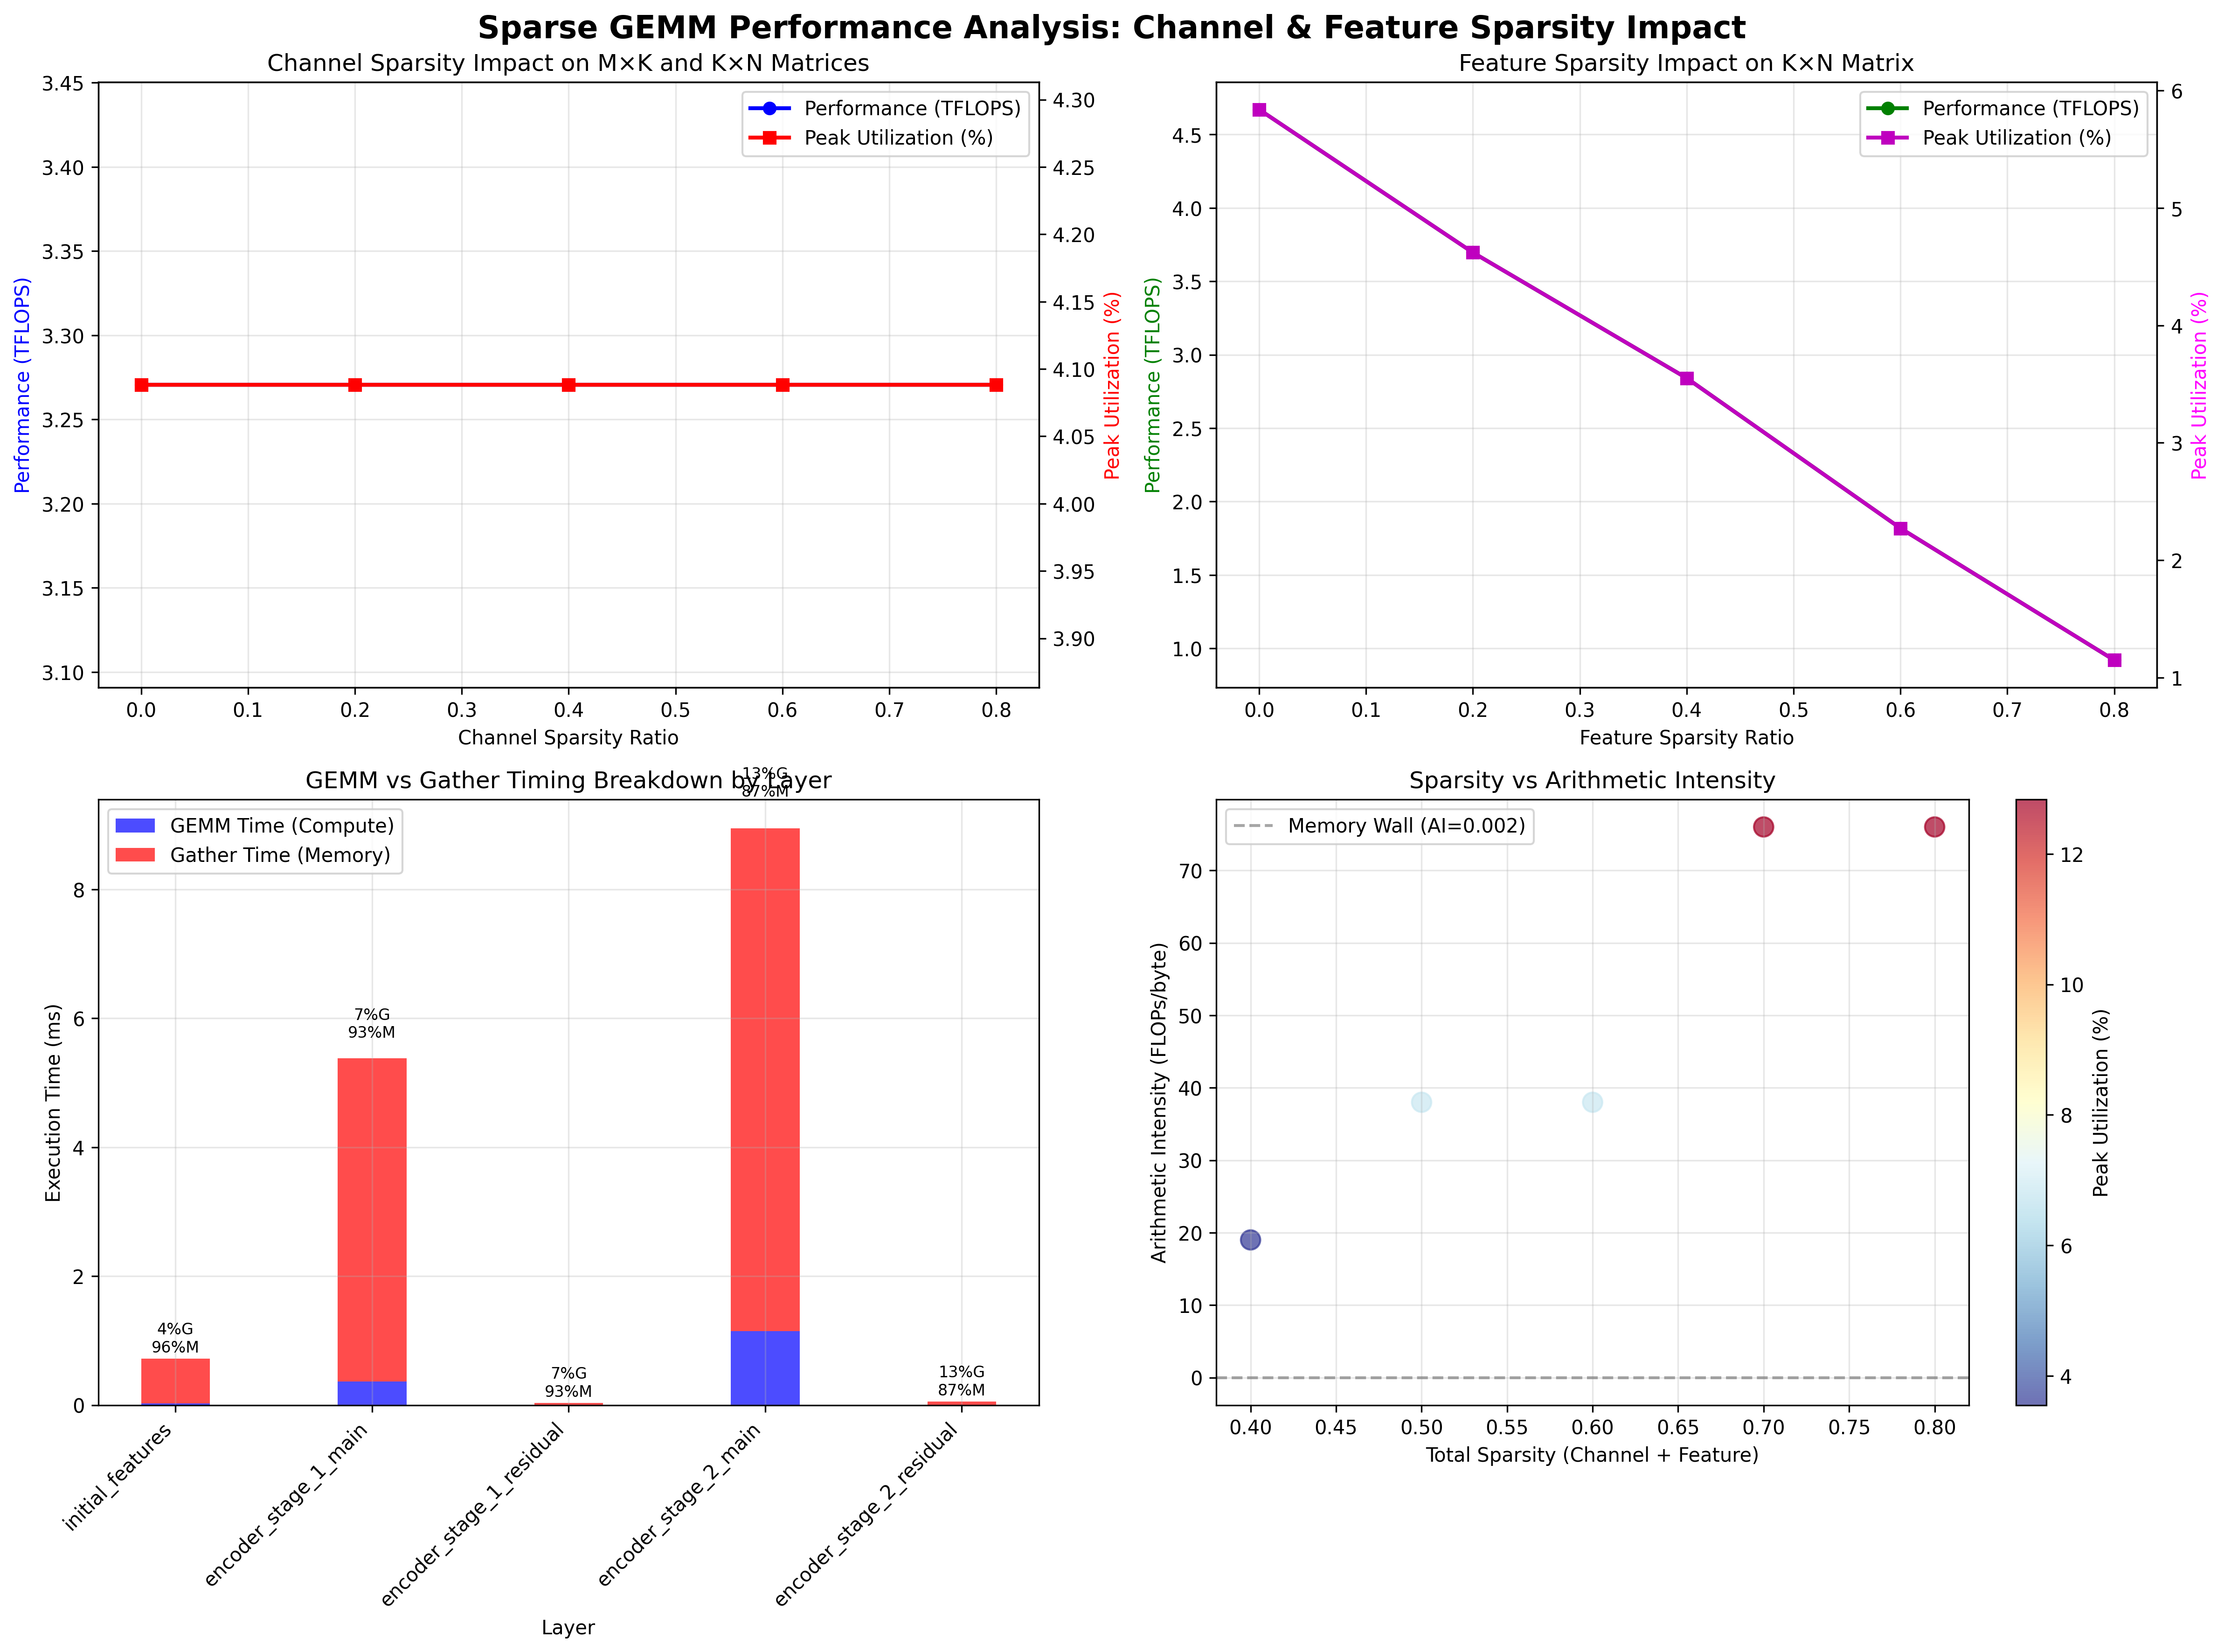 Sparse GEMM Performance Analysis: Channel & Feature Sparsity Impact
Channel Sparsity Impact on M×K and K×N Matrices
Performance (TFLOPS)
Peak Utilization (%)
3.45
3.40
3.35
3.30
3.25
3.20
3.15
3.10
Performance (TFLOPS)
4.30
4.25
4.20
4.15
4.10
4.05
4.00
3.95
3.90
Peak Utilization (%)
0.0 0.1 0.2 0.3 0.4 0.5 0.6 0.7 0.8
Channel Sparsity Ratio
Feature Sparsity Impact on K×N Matrix
Performance (TFLOPS)
Peak Utilization (%)
4.5
4.0
3.5
3.0
2.5
2.0
1.5
1.0
Performance (TFLOPS)
6
5
4
3
2
1
Peak Utilization (%)
0.0 0.1 0.2 0.3 0.4 0.5 0.6 0.7 0.8
Feature Sparsity Ratio
GEMM vs Gather Timing Breakdown by Layer
GEMM Time (Compute)
Gather Time (Memory)
8
6
4
2
0
Execution Time (ms)
4%G
96%M
7%G
93%M
7%G
93%M
13%G
87%M
13%G
87%M
initial_features
encoder_stage_1_main
encoder_stage_1_residual
encoder_stage_2_main
encoder_stage_2_residual
Layer
Sparsity vs Arithmetic Intensity
Memory Wall (AI=0.002)
70
60
50
40
30
20
10
0
Arithmetic Intensity (FLOPs/byte)
0.40 0.45 0.50 0.55 0.60 0.65 0.70 0.75 0.80
Total Sparsity (Channel + Feature)
12
10
8
6
4
Peak Utilization (%)